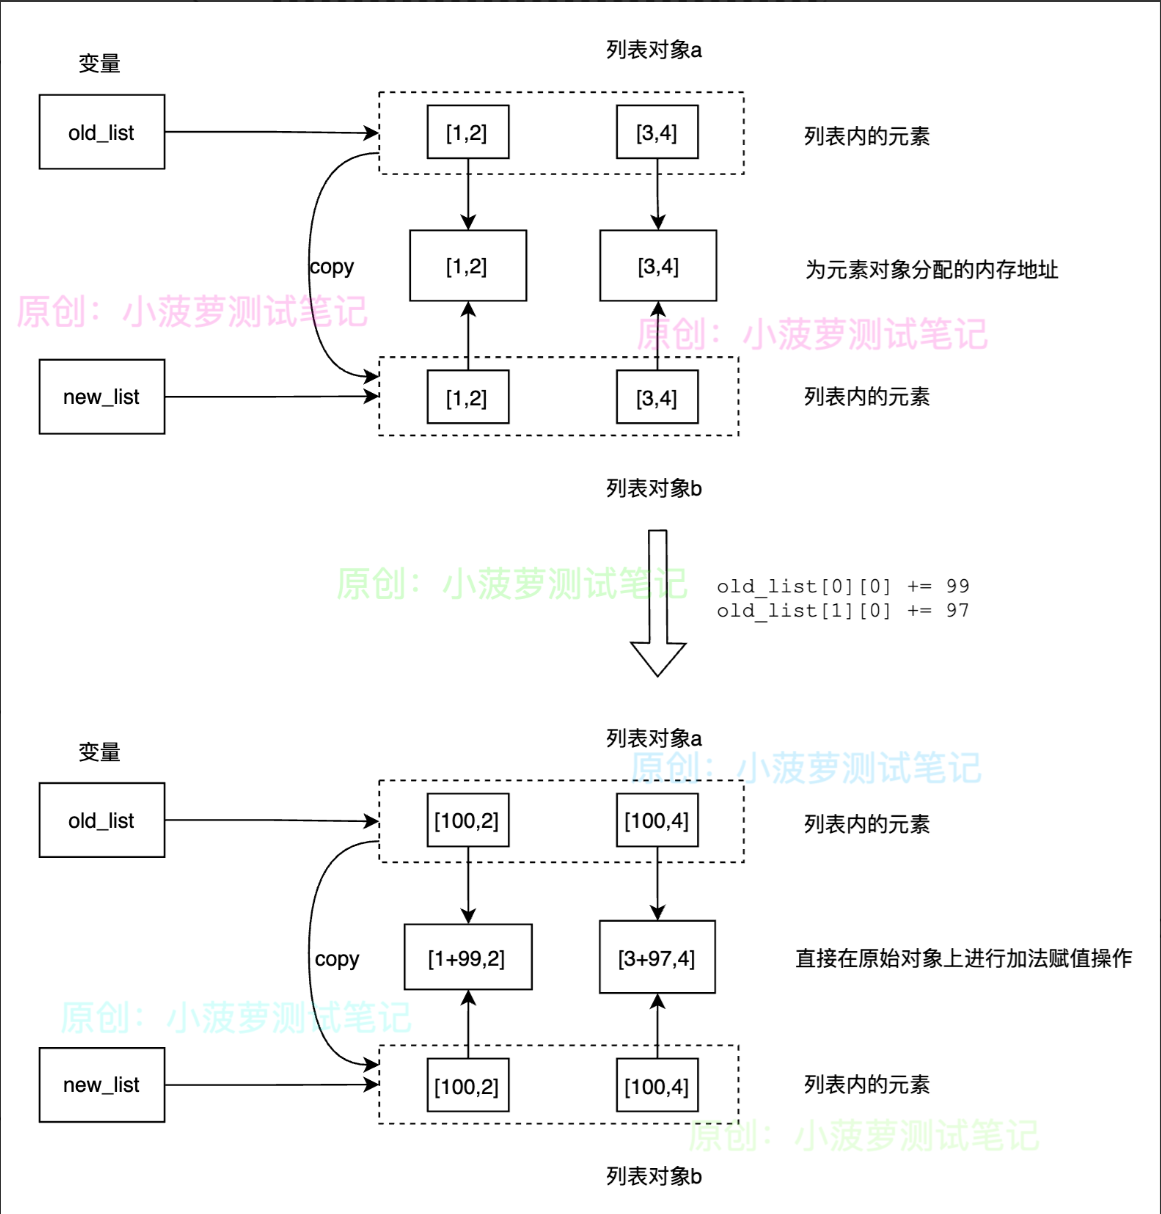 列表对象a
变量
old_list
[1,2]
[3,4]
列表内的元素
copy
[1,2]
[3,4]
为元素对象分配的内存地址
原创：小菠萝测试笔记
原创：小菠萝测试笔记
new_list
[1,2]
[3,4]
列表内的元素
列表对象b
原创：小菠萝测试笔记
old_list[0][0] += 99
old_list[1][0] += 97
列表对象a
变量
原创：小菠萝测试笔记
old_list
[100,2]
[100,4]
列表内的元素
copy
[1+99,2]
[3+97,4]
直接在原始对象上进行加法赋值操作
原创：小菠萝测试笔记
new_list
[100,2]
[100,4]
列表内的元素
原创：小菠萝测试笔记
列表对象b